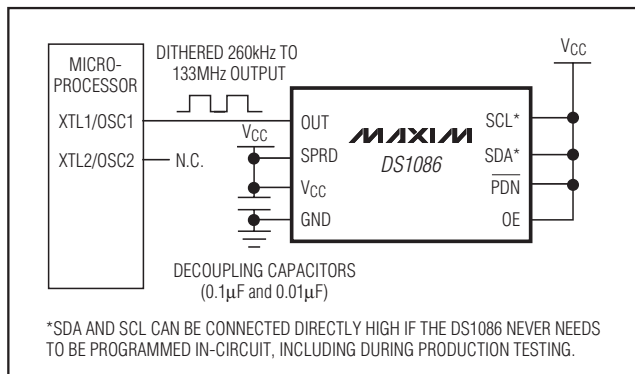 MICRO-
PROCESSOR
XTL1/OSC1
XTL2/OSC2
N.C.
DITHERED 260kHz TO
133MHz OUTPUT
VCC
DECOUPLING CAPACITORS
(0.1μF and 0.01μF)
OUT
SPRD
VCC
GND
MAXIM
DS1086
SCL*
SDA*
PDN
OE
VCC
*SDA AND SCL CAN BE CONNECTED DIRECTLY HIGH IF THE DS1086 NEVER NEEDS
TO BE PROGRAMMED IN-CIRCUIT, INCLUDING DURING PRODUCTION TESTING.